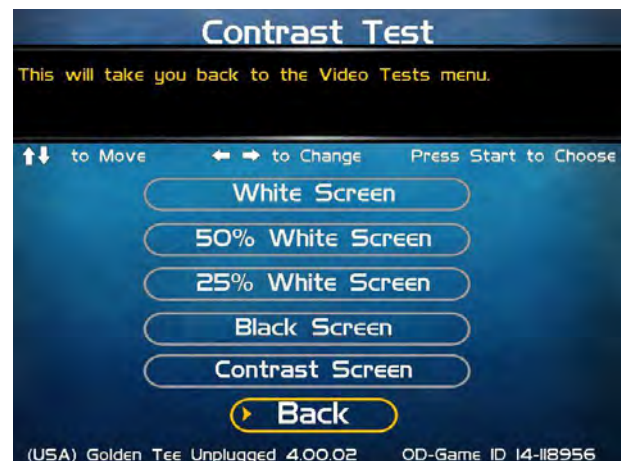 Contrast Test
This will take you back to the Video Tests menu.
to Move to Change Press Start to Choose
White Screen
50% White Screen
25% White Screen
Black Screen
Contrast Screen
Back
(USA) Golden Tee Unplugged 4.00.02 OD-Game ID 14-118956